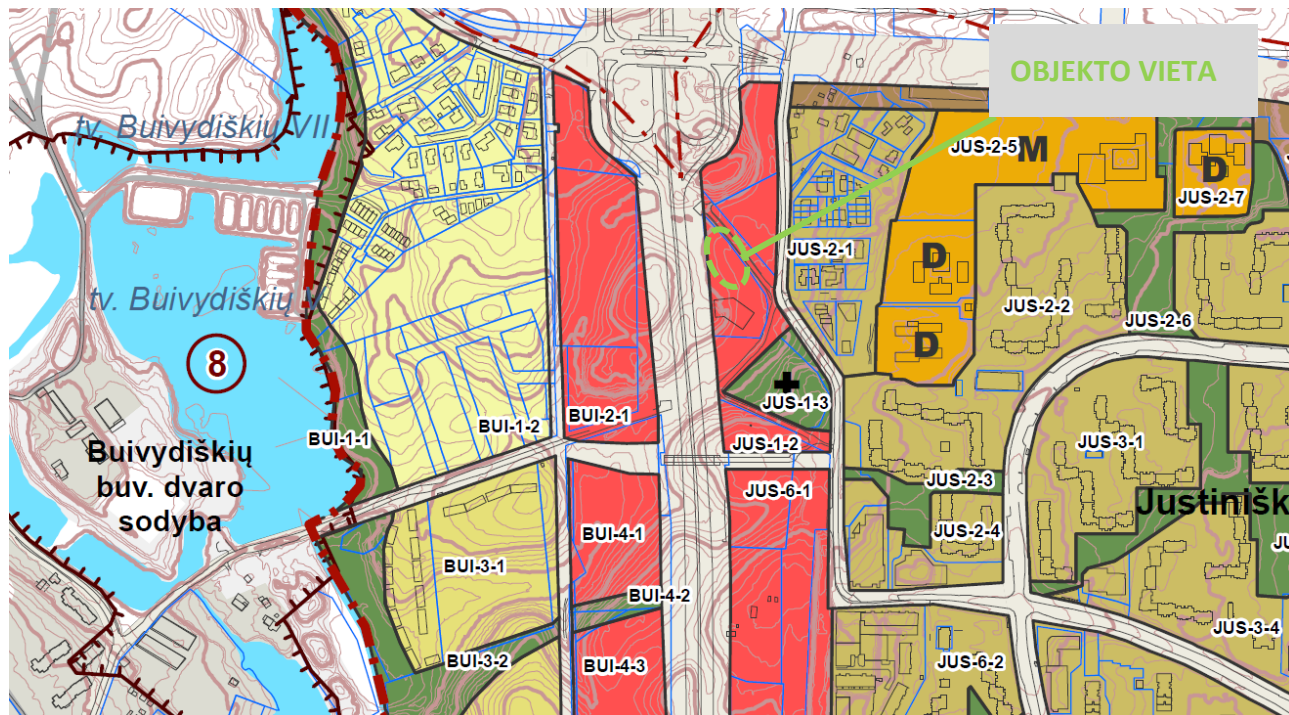 OBJEKTO VIETA
tv. Buivydiškių VII
JUS-2-5
M
D
JUS-2-7
JUS-2-1
D
tv. Buivydiškių V
JUS-2-2
JUS-2-6
D
8
JUS-1-3
BUI-2-1
BUI-1-2
BUI-1-1
JUS-1-2
JUS-3-1
Buivydiškių
buv. dvaro
sodyba
JUS-2-3
JUS-6-1
Justinišk
JUS-2-4
BUI-4-1
JU
BUI-3-1
BUI-4-2
JUS-3-4
BUI-3-2
BUI-4-3
JUS-6-2